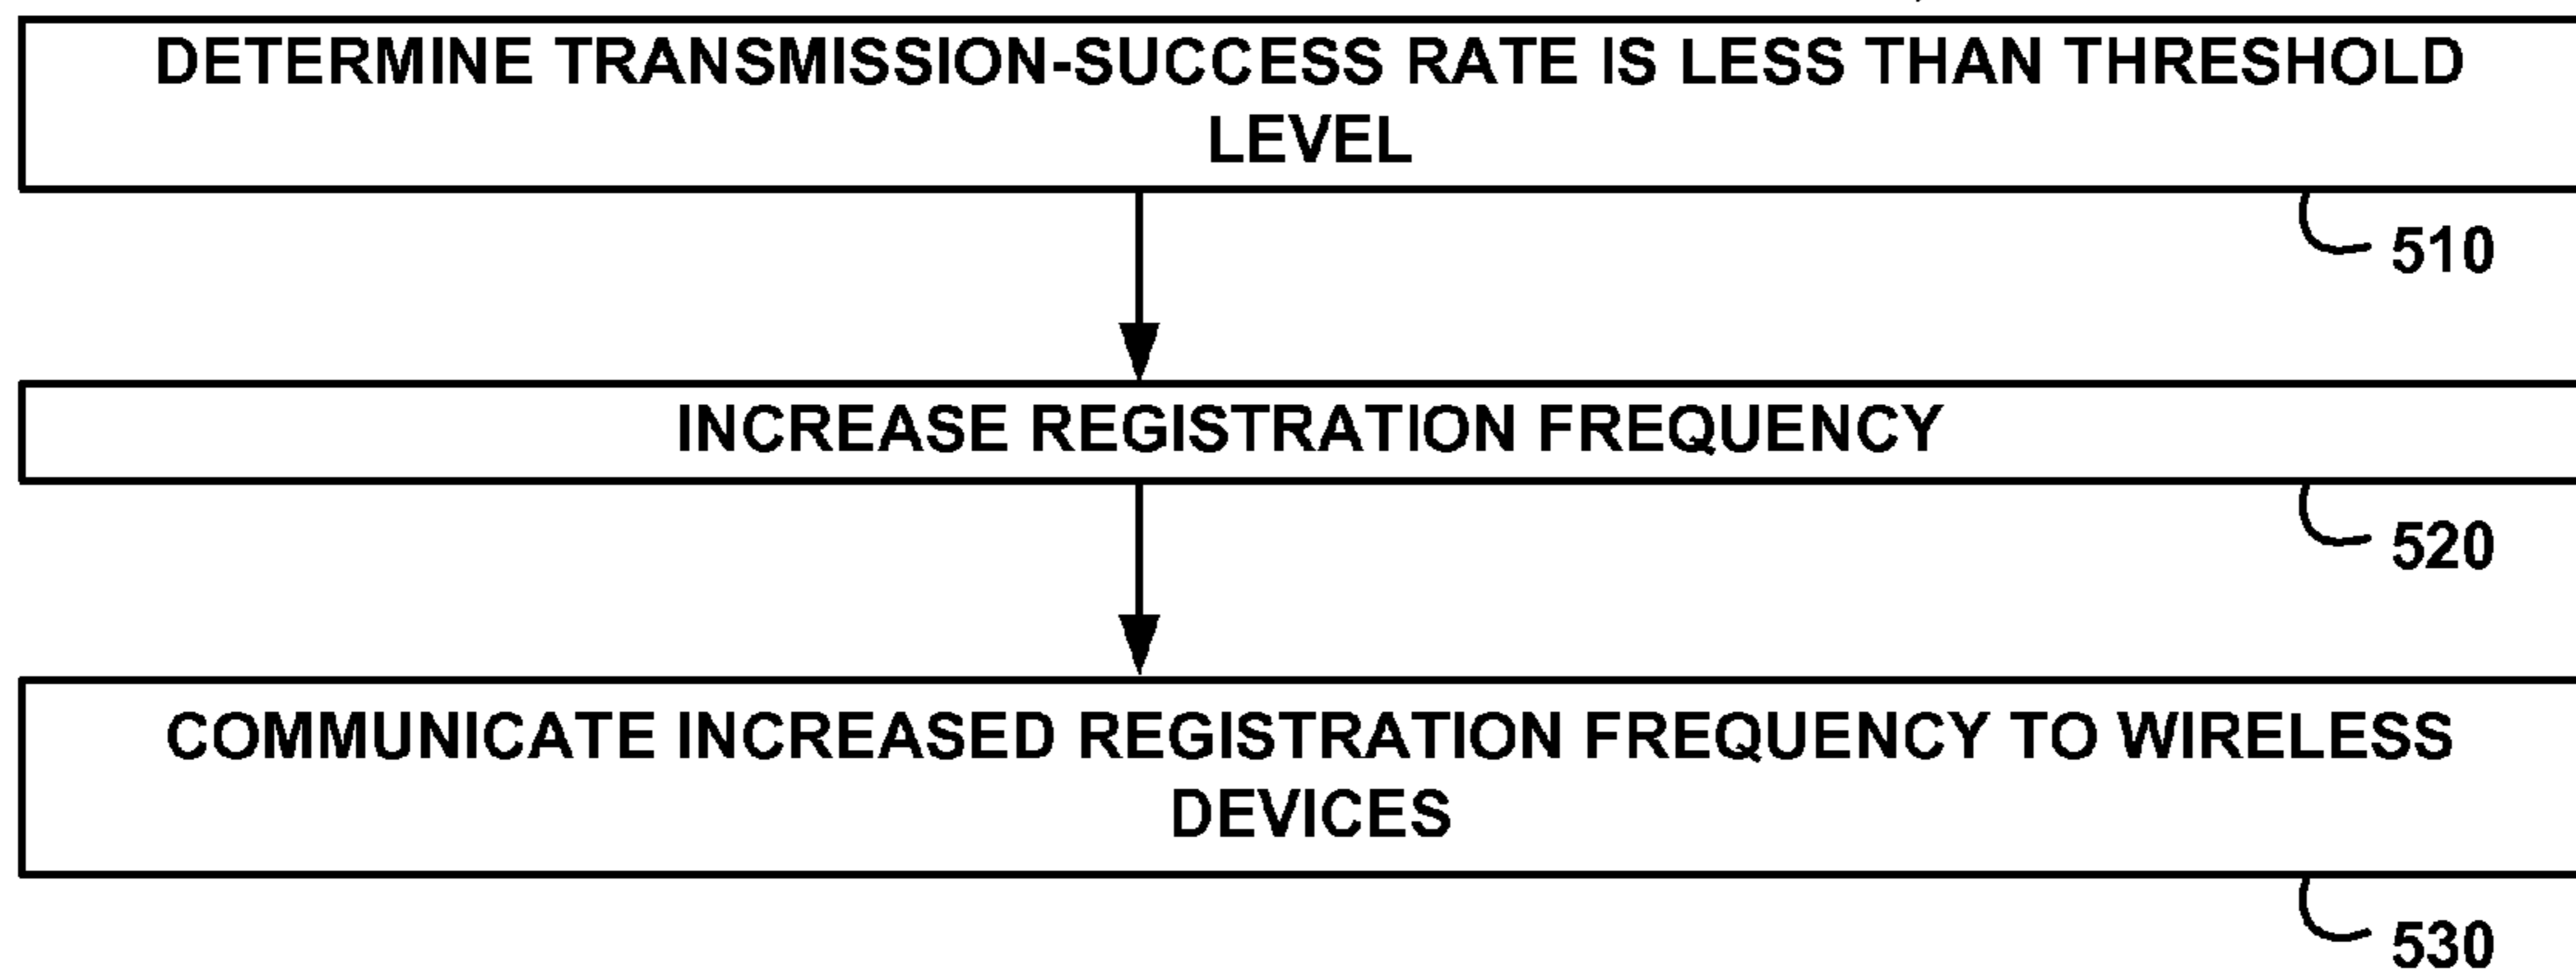 DETERMINE TRANSMISSION-SUCCESS RATE IS LESS THAN THRESHOLD
LEVEL
510
INCREASE REGISTRATION FREQUENCY
520
COMMUNICATE INCREASED REGISTRATION FREQUENCY TO WIRELESS
DEVICES
530